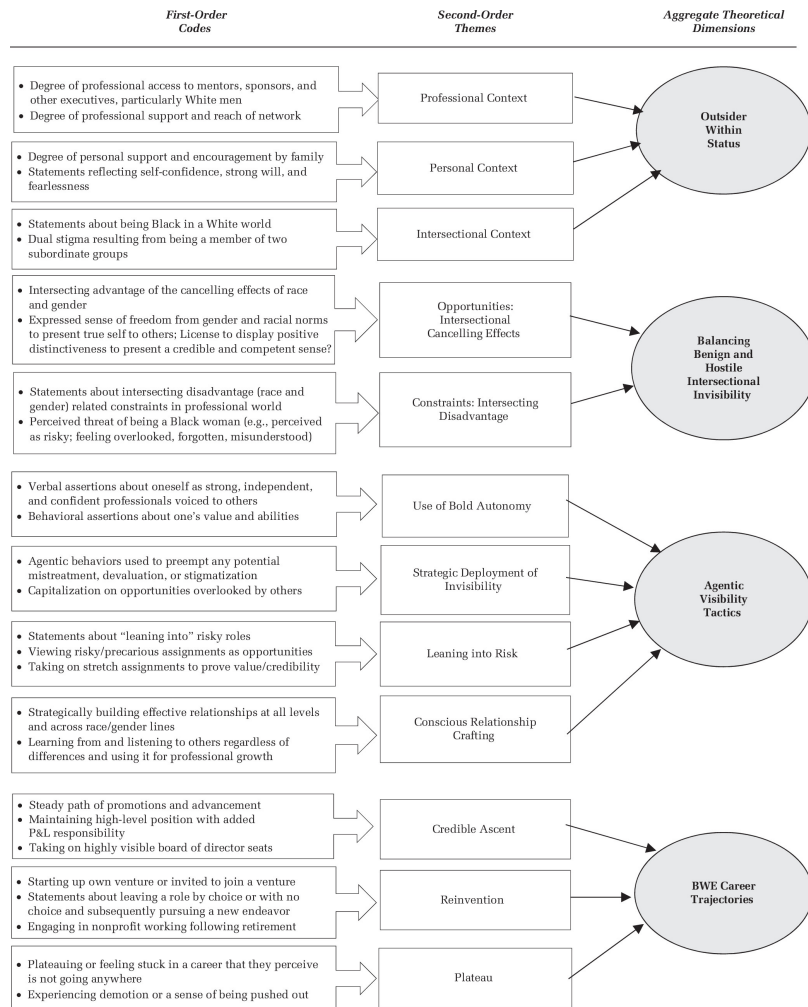 First-Order
Codes
Second-Order
Themes
Aggregate Theoretical
Dimensions
• Degree of professional access to mentors, sponsors, and
other executives, particularly White men
• Degree of professional support and reach of network
Professional Context
• Degree of personal support and encouragement by family
• Statements reflecting self-confidence, strong will, and
fearlessness
Personal Context
• Statements about being Black in a White world
• Dual stigma resulting from being a member of two
subordinate groups
Intersectional Context
Outsider
Within
Status
• Intersecting advantage of the cancelling effects of race
and gender
• Expressed sense of freedom from gender and racial norms
to present true self to others; License to display positive
distinctiveness to present a credible and competent sense?
Opportunities:
Intersectional
Cancelling Effects
• Statements about intersecting disadvantage (race and
gender) related constraints in professional world
• Perceived threat of being a Black woman (e.g., perceived
as risky; feeling overlooked, forgotten, misunderstood)
Constraints: Intersecting
Disadvantage
Balancing
Benign and
Hostile
Intersectional
Invisibility
• Verbal assertions about oneself as strong, independent,
and confident professionals voiced to others
• Behavioral assertions about one's value and abilities
Use of Bold Autonomy
• Agentic behaviors used to preempt any potential
mistreatment, devaluation, or stigmatization
• Capitalization on opportunities overlooked by others
Strategic Deployment of
Invisibility
• Statements about "leaning into" risky roles
• Viewing risky/precarious assignments as opportunities
• Taking on stretch assignments to prove value/credibility
Leaning into Risk
• Strategically building effective relationships at all levels
and across race/gender lines
• Learning from and listening to others regardless of
differences and using it for professional growth
Conscious Relationship
Crafting
Agentic
Visibility
Tactics
• Steady path of promotions and advancement
• Maintaining high-level position with added
P&L responsibility
• Taking on highly visible board of director seats
Credible Ascent
• Starting up own venture or invited to join a venture
• Statements about leaving a role by choice or with no
choice and subsequently pursuing a new endeavor
• Engaging in nonprofit working following retirement
Reinvention
• Plateauing or feeling stuck in a career that they perceive
is not going anywhere
• Experiencing demotion or a sense of being pushed out
Plateau
BWE Career
Trajectories